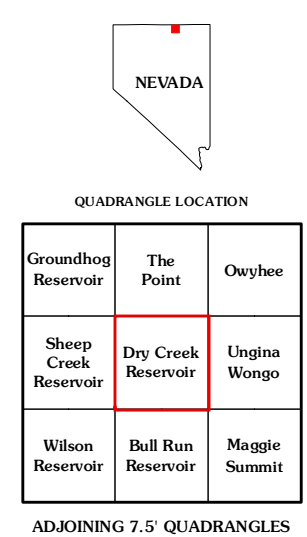 NEVADA
QUADRANGLE LOCATION
Groundhog
Reservoir
The
Point
Owyhee
Sheep
Creek
Reservoir
Dry Creek
Reservoir
Ungina
Wongo
Wilson
Reservoir
Bull Run
Reservoir
Maggie
Summit
ADJOINING 7.5' QUADRANGLES